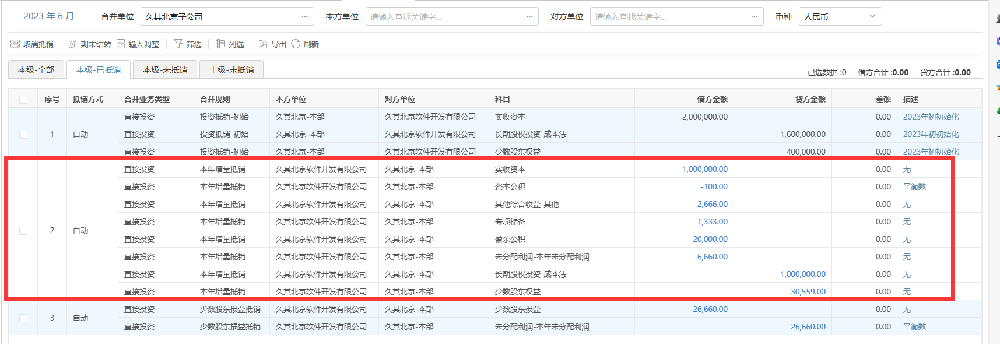 2023 年 6 月 合并单位 久其北京子公司 ··· 本方单位 请输入查找关键字... ··· 对方单位 请输入查找关键字... ··· 币种 人民币
取消抵销 期末结转 输入调整 筛选 列选 导出 刷新
本级-全部 本级-已抵销 本级-未抵销 上级-未抵销 已选数据 :0 借方合计 :0.00 贷方合计 :0.00
序号 抵销方式 合并业务类型 合并规则 本方单位 对方单位 科目 借方金额 贷方金额 差额 描述
直接投资 投资抵销-初始 久其北京-本部 久其北京软件开发有限公司 实收资本 2,000,000.00 0.00 2023年初初始化
1 自动 直接投资 投资抵销-初始 久其北京-本部 久其北京软件开发有限公司 长期股权投资-成本法 1,600,000.00 0.00 2023年初初始化
直接投资 投资抵销-初始 久其北京-本部 久其北京软件开发有限公司 少数股东权益 400,000.00 0.00 2023年初初始化
直接投资 本年增量抵销 久其北京软件开发有限公司 久其北京-本部 实收资本 1,000,000.00 0.00 无
直接投资 本年增量抵销 久其北京软件开发有限公司 久其北京-本部 资本公积 -100.00 0.00 平衡数
直接投资 本年增量抵销 久其北京软件开发有限公司 久其北京-本部 其他综合收益-其他 2,666.00 0.00 无
直接投资 本年增量抵销 久其北京软件开发有限公司 久其北京-本部 专项储备 1,333.00 0.00 无
2 自动
直接投资 本年增量抵销 久其北京软件开发有限公司 久其北京-本部 盈余公积 20,000.00 0.00 无
直接投资 本年增量抵销 久其北京软件开发有限公司 久其北京-本部 未分配利润-本年未分配利润 6,660.00 0.00 无
直接投资 本年增量抵销 久其北京软件开发有限公司 久其北京-本部 长期股权投资-成本法 1,000,000.00 0.00 无
直接投资 本年增量抵销 久其北京软件开发有限公司 久其北京-本部 少数股东权益 30,559.00 0.00 无
直接投资 少数股东损益抵销 久其北京软件开发有限公司 久其北京-本部 少数股东损益 26,660.00 0.00 无
3 自动
直接投资 少数股东损益抵销 久其北京软件开发有限公司 久其北京-本部 未分配利润-本年未分配利润 26,660.00 0.00 平衡数